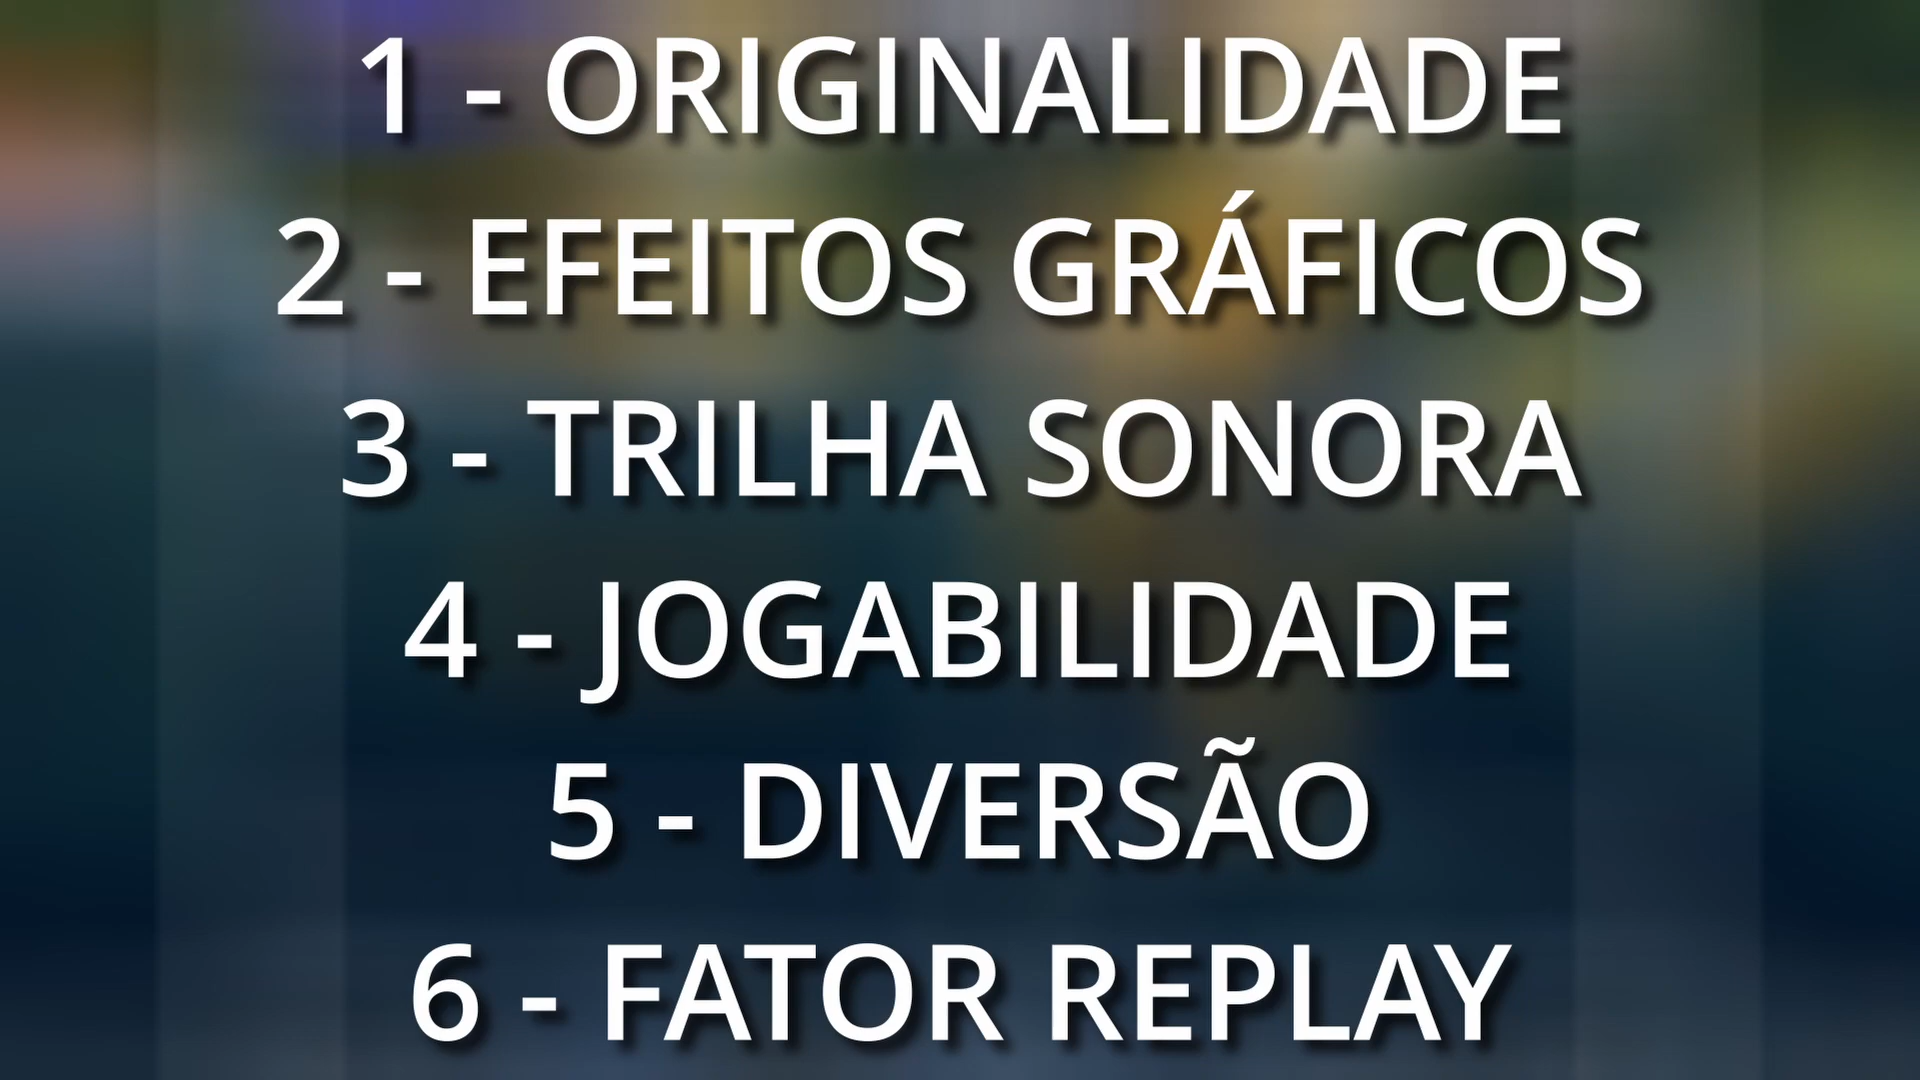 1 - ORIGINALIDADE
2 - EFEITOS GRÁFICOS
3 - TRILHA SONORA
4 - JOGABILIDADE
5 - DIVERSÃO
6 - FATOR REPLAY